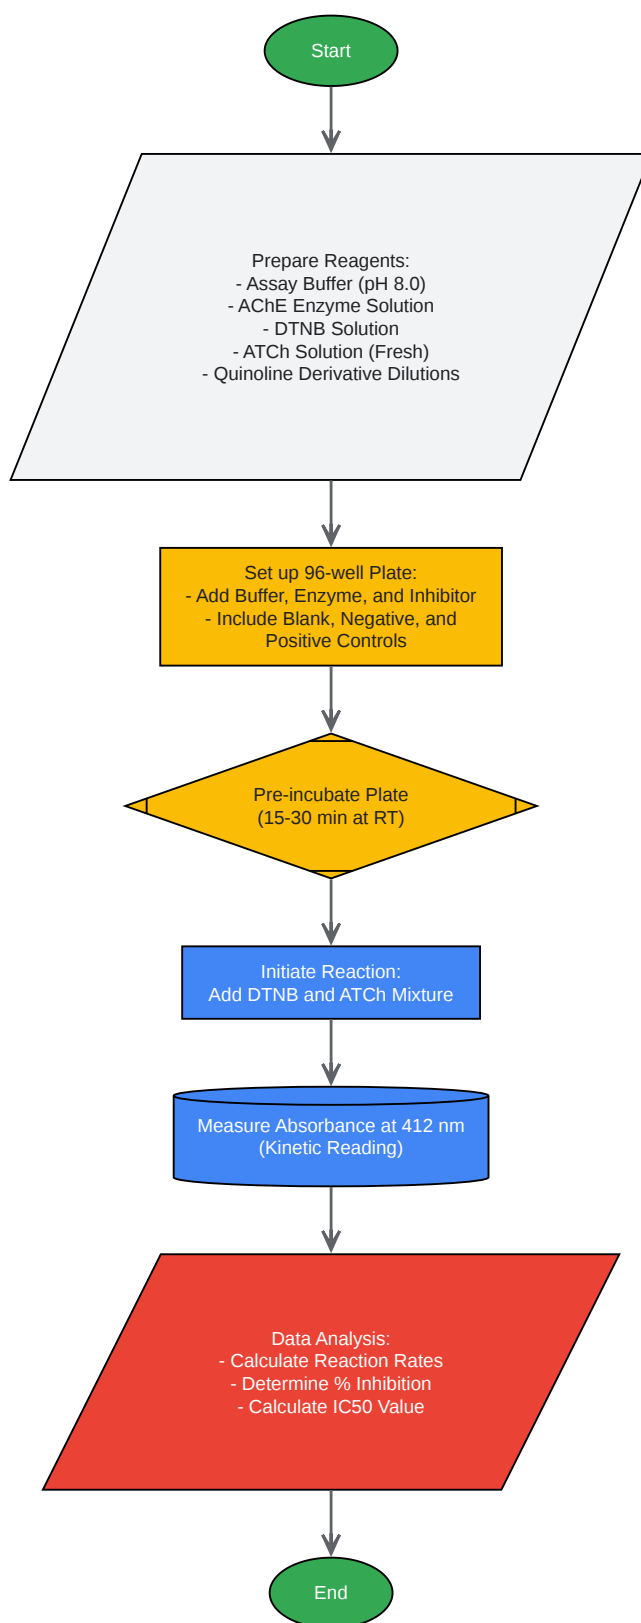 Start
Prepare Reagents:
- Assay Buffer (pH 8.0)
- AChE Enzyme Solution
- DTNB Solution
- ATCh Solution (Fresh)
- Quinoline Derivative Dilutions
Set up 96-well Plate:
- Add Buffer, Enzyme, and Inhibitor
- Include Blank, Negative, and
Positive Controls
Pre-incubate Plate
(15-30 min at RT)
Initiate Reaction:
Add DTNB and ATCh Mixture
Measure Absorbance at 412 nm
(Kinetic Reading)
Data Analysis:
- Calculate Reaction Rates
- Determine % Inhibition
- Calculate IC50 Value
End